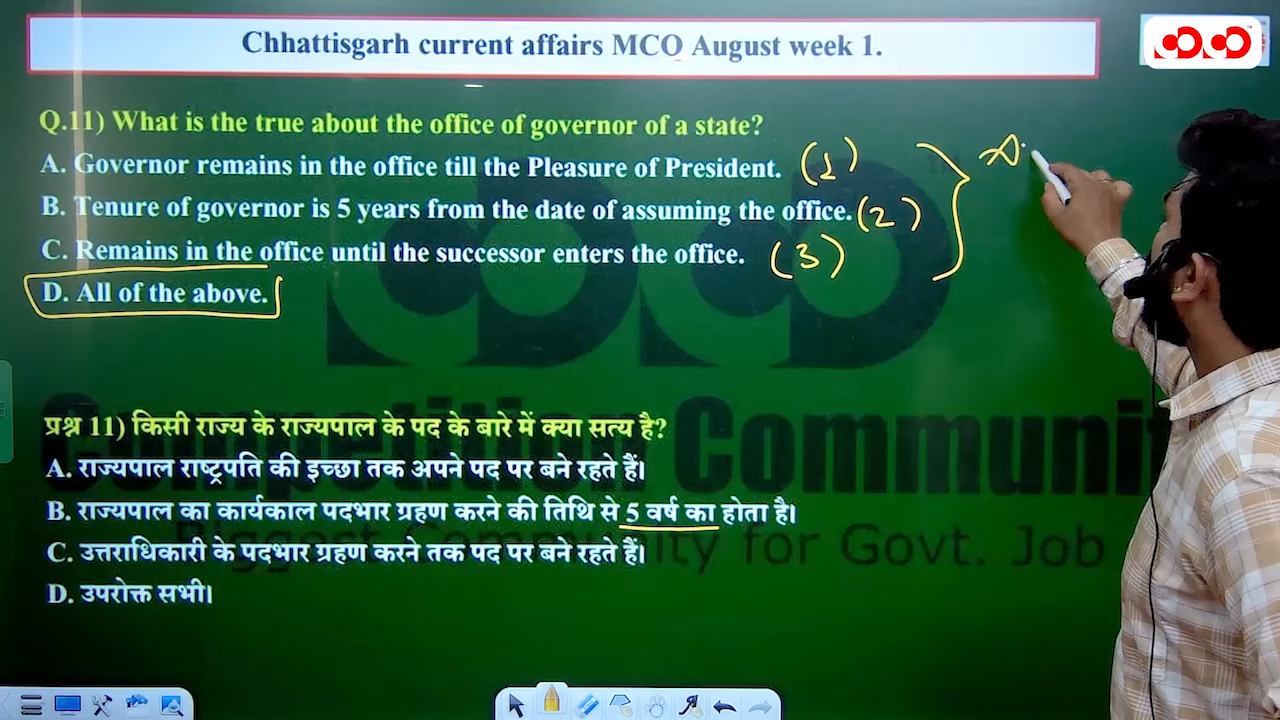 Chhattisgarh current affairs MCQ August week 1.
Q.11) What is the true about the office of governor of a state?
A. Governor remains in the office till the Pleasure of President. (1)
B. Tenure of governor is 5 years from the date of assuming the office. (2)
C. Remains in the office until the successor enters the office. (3)
D. All of the above.
प्रश्न 11) किसी राज्य के राज्यपाल के पद के बारे में क्या सत्य है?
A. राज्यपाल राष्ट्रपति की इच्छा तक अपने पद पर बने रहते हैं।
B. राज्यपाल का कार्यकाल पदभार ग्रहण करने की तिथि से 5 वर्ष का होता है।
C. उत्तराधिकारी के पदभार ग्रहण करने तक पद पर बने रहते हैं।
D. उपरोक्त सभी।
Competition Community
Biggest Community for Govt. Job